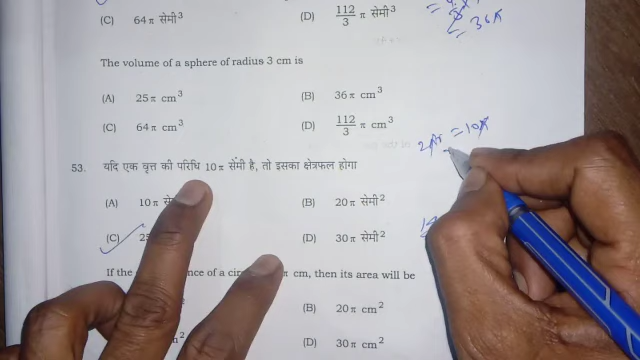 (C) 64π सेमी³ (D) 112/3 π सेमी³
= 36π
The volume of a sphere of radius 3 cm is
(A) 25π cm³ (B) 36π cm³
(C) 64π cm³ (D) 112/3 π cm³
2πr = 10π
53. यदि एक वृत्त की परिधि 10π सेमी है, तो इसका क्षेत्रफल होगा
(A) 10π (B) 20π सेमी²
(C) (D) 30π सेमी²
If the of a π cm, then its area will be
(B) 20π cm²
(D) 30π cm²